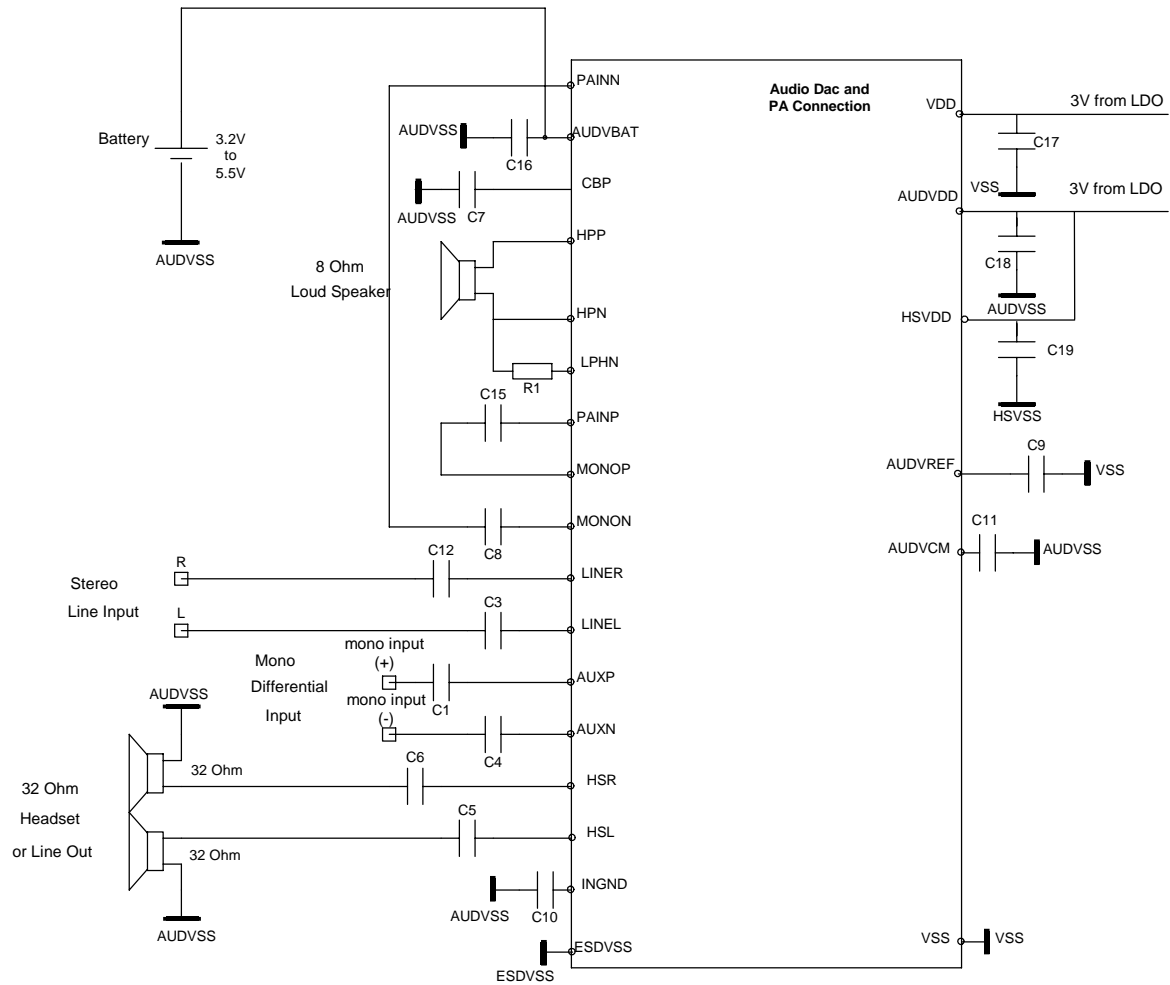 PAINN
Audio Dac and
PA Connection
VDD
3V from LDO
Battery
3.2V
to
5.5V
AUDVSS
AUDVBAT
C16
C17
CBP
VSS
3V from LDO
AUDVSS
C7
AUDVDD
HPP
AUDVSS
8 Ohm
Loud Speaker
C18
AUDVSS
HPN
HSVDD
C19
LPHN
R1
C15
HSVSS
PAINP
C9
MONOP
AUDVREF
VSS
MONON
C11
C12
C8
AUDVCM
AUDVSS
R
LINER
Stereo
Line Input
C3
L
LINEL
mono input
(+)
Mono
Differential
Input
AUXP
AUDVSS
mono input
(-)
C1
AUXN
C6
C4
32 Ohm
HSR
32 Ohm
Headset
or Line Out
C5
HSL
32 Ohm
INGND
AUDVSS
C10
AUDVSS
VSS
VSS
ESDVSS
ESDVSS